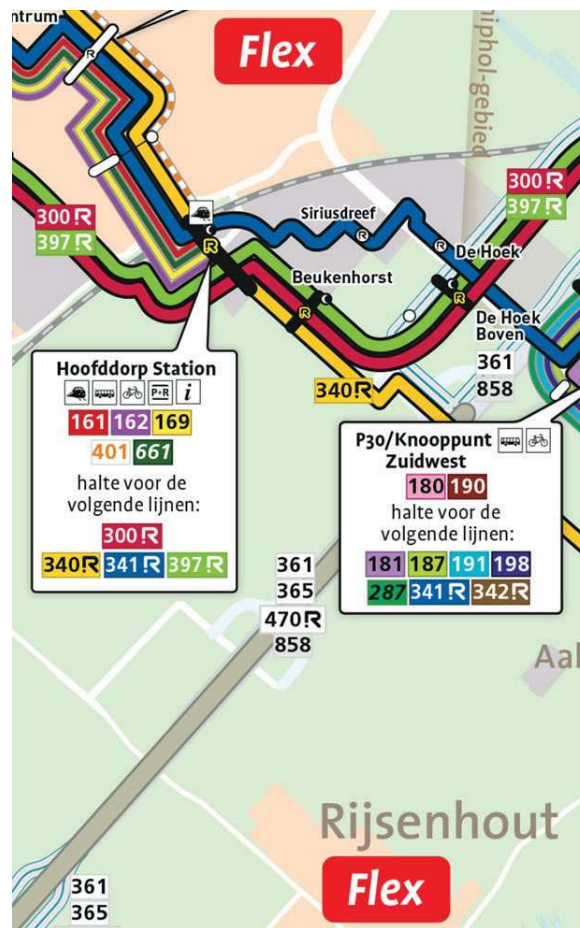 ntrum
Flex
iphol-gebied
R
300 R
397 R
300 R
397 R
Siriusdreef
R
R
De Hoek
R
Beukenhorst
R
R
De Hoek
Boven
361
858
340 R
Hoofddorp Station
P+R i
161 162 169
401 661
halte voor de
volgende lijnen:
300 R
340 R 341 R 397 R
P30/Knooppunt
Zuidwest
180 190
halte voor de
volgende lijnen:
181 187 191 198
287 341 R 342 R
361
365
470 R
858
Aal
Rijsenhout
Flex
361
365